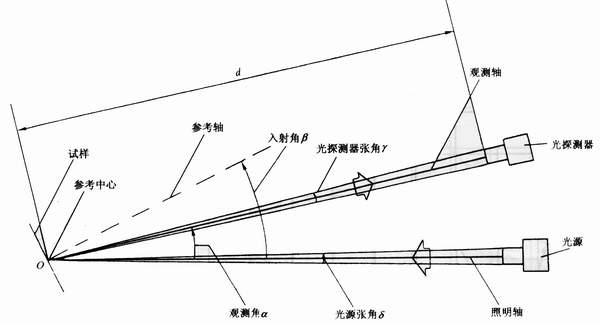 d
观测轴
参考轴
入射角β
光探测器张角γ
光探测器
试样
参考中心
O
光源
观测角α
光源张角δ
照明轴